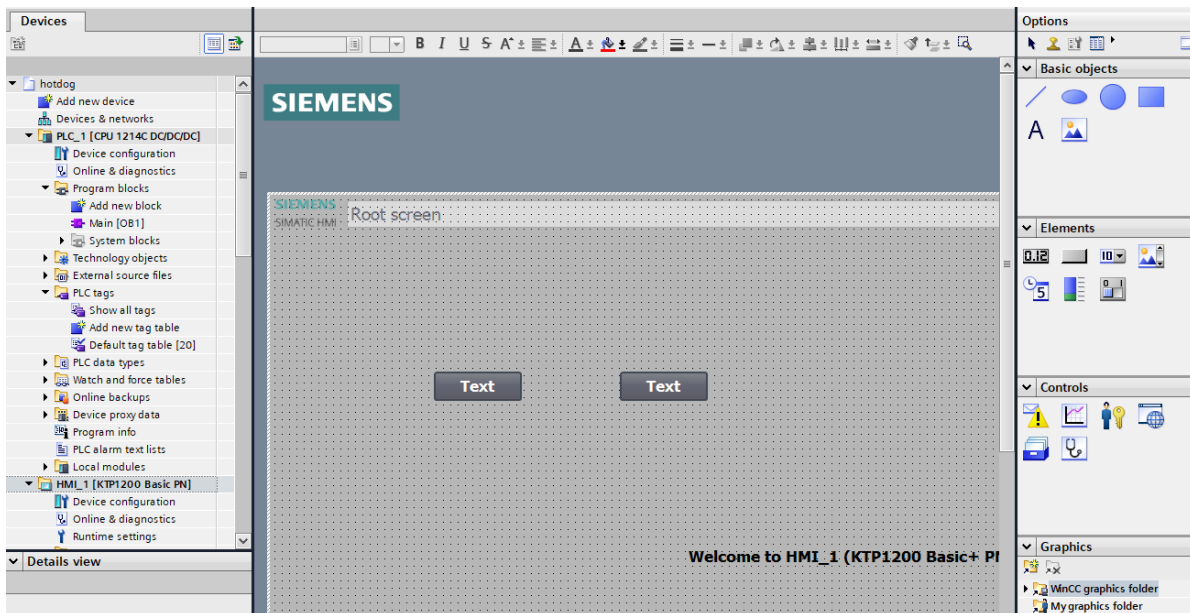 Devices
hotdog
Add new device
Devices & networks
PLC_1 [CPU 1214C DC/DC/DC]
Device configuration
Online & diagnostics
Program blocks
Add new block
Main [OB1]
System blocks
Technology objects
External source files
PLC tags
Show all tags
Add new tag table
Default tag table [20]
PLC data types
Watch and force tables
Online backups
Device proxy data
Program info
PLC alarm text lists
Local modules
HMI_1 [KTP1200 Basic PN]
Device configuration
Online & diagnostics
Runtime settings
Details view
B I U S A A
SIEMENS
SIEMENS
SIMATIC HMI
Root screen
Text Text
Welcome to HMI_1 (KTP1200 Basic+ PN
Options
Basic objects
A
Elements
0.12
10
5
0 1
Controls
Graphics
WinCC graphics folder
My graphics folder